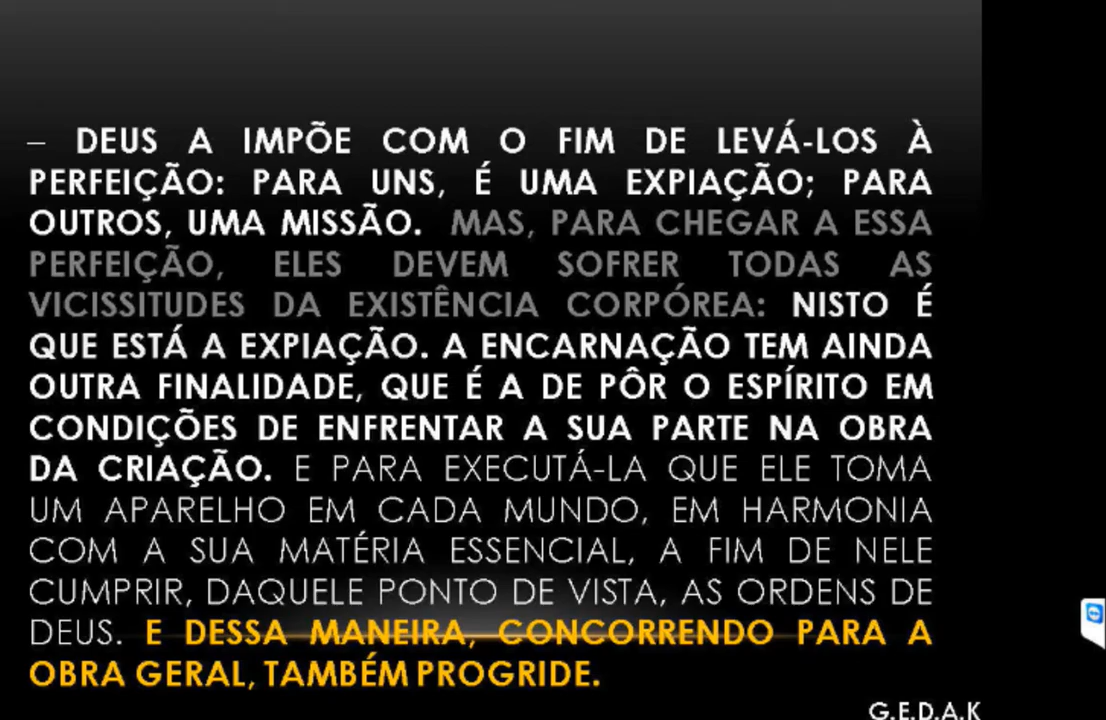 – DEUS A IMPÕE COM O FIM DE LEVÁ-LOS À
PERFEIÇÃO: PARA UNS, É UMA EXPIAÇÃO; PARA
OUTROS, UMA MISSÃO. MAS, PARA CHEGAR A ESSA
PERFEIÇÃO, ELES DEVEM SOFRER TODAS AS
VICISSITUDES DA EXISTÊNCIA CORPÓREA: NISTO É
QUE ESTÁ A EXPIAÇÃO. A ENCARNAÇÃO TEM AINDA
OUTRA FINALIDADE, QUE É A DE PÔR O ESPÍRITO EM
CONDIÇÕES DE ENFRENTAR A SUA PARTE NA OBRA
DA CRIAÇÃO. E PARA EXECUTÁ-LA QUE ELE TOMA
UM APARELHO EM CADA MUNDO, EM HARMONIA
COM A SUA MATÉRIA ESSENCIAL, A FIM DE NELE
CUMPRIR, DAQUELE PONTO DE VISTA, AS ORDENS DE
DEUS. E DESSA MANEIRA, CONCORRENDO PARA A
OBRA GERAL, TAMBÉM PROGRIDE.
G.E.D.A.K